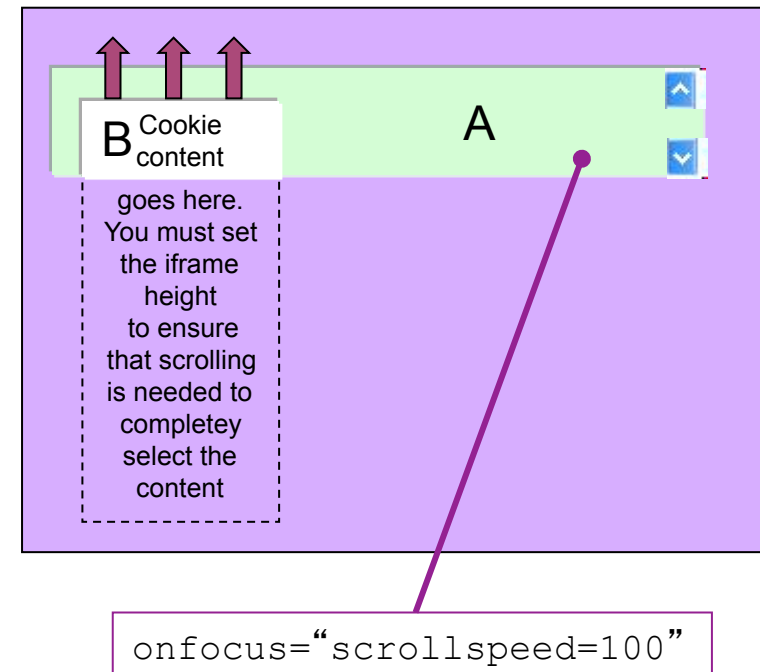 A
B
Cookie
content
goes here.
You must set
the iframe
height
to ensure
that scrolling
is needed to
completey
select the
content
onfocus=“scrollspeed=100”